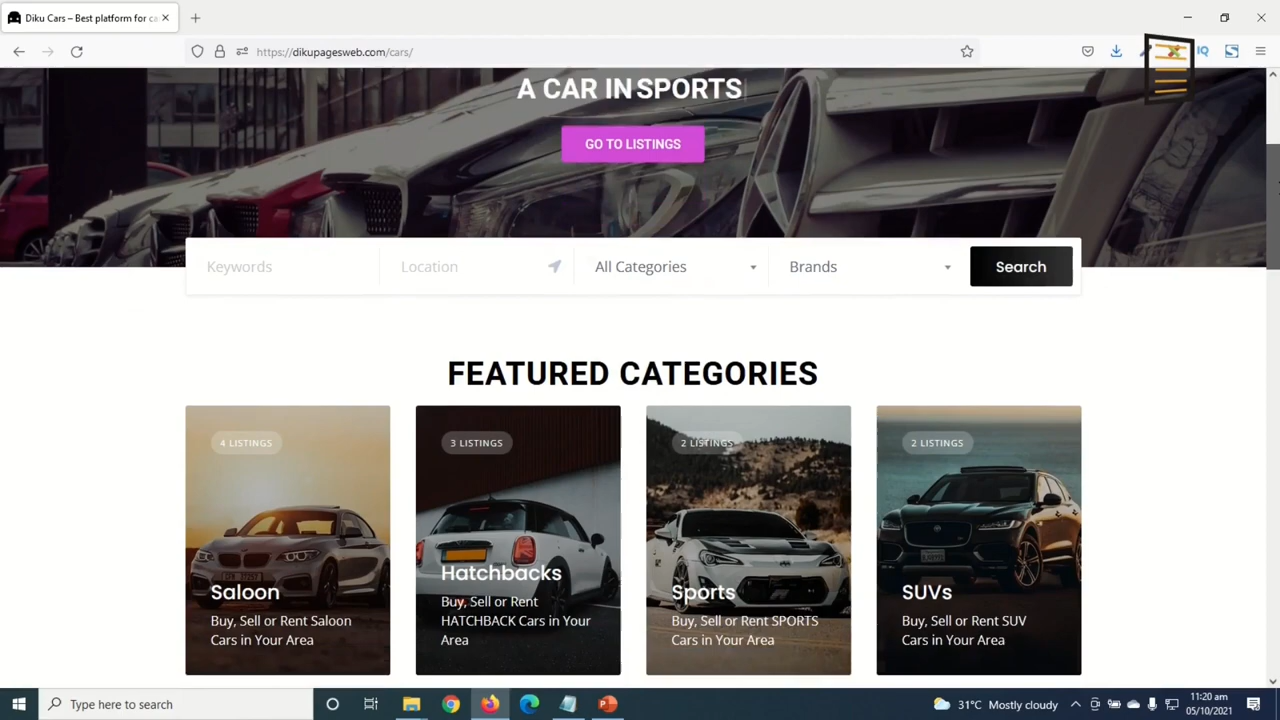 Diku Cars – Best platform for ca
https://dikupagesweb.com/cars/
IQ
A CAR IN SPORTS
GO TO LISTINGS
Keywords
Location
All Categories
Brands
Search
FEATURED CATEGORIES
4 LISTINGS
Saloon
Buy, Sell or Rent Saloon
Cars in Your Area
3 LISTINGS
Hatchbacks
Buy, Sell or Rent
HATCHBACK Cars in Your
Area
2 LISTINGS
Sports
Buy, Sell or Rent SPORTS
Cars in Your Area
2 LISTINGS
SUVs
Buy, Sell or Rent SUV
Cars in Your Area
Type here to search
31°C Mostly cloudy
11:20 am
05/10/2021